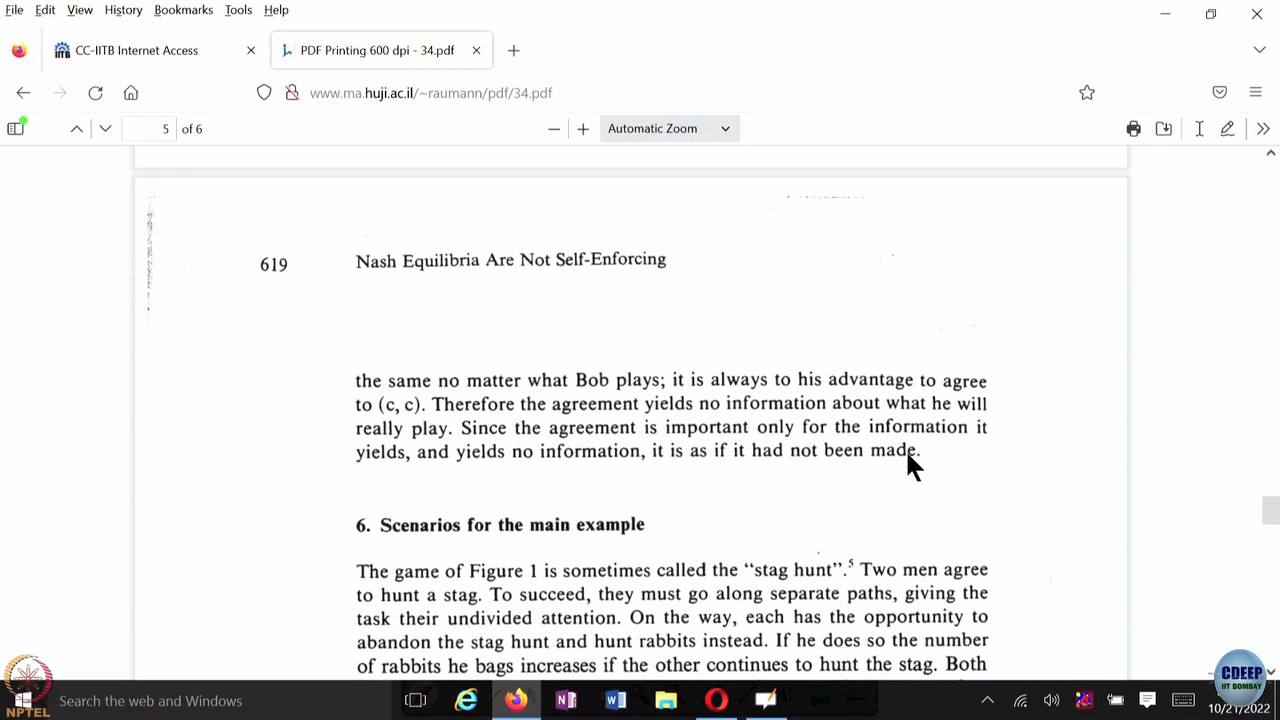 File Edit View History Bookmarks Tools Help
CC-IITB Internet Access
PDF Printing 600 dpi - 34.pdf
www.ma.huji.ac.il/~raumann/pdf/34.pdf
5 of 6
Automatic Zoom
619 Nash Equilibria Are Not Self-Enforcing
the same no matter what Bob plays; it is always to his advantage to agree
to (c, c). Therefore the agreement yields no information about what he will
really play. Since the agreement is important only for the information it
yields, and yields no information, it is as if it had not been made.
6. Scenarios for the main example
The game of Figure 1 is sometimes called the “stag hunt”.5 Two men agree
to hunt a stag. To succeed, they must go along separate paths, giving the
task their undivided attention. On the way, each has the opportunity to
abandon the stag hunt and hunt rabbits instead. If he does so the number
of rabbits he bags increases if the other continues to hunt the stag. Both
Search the web and Windows
10/21/2022
NPTEL
CDEEP
IIT BOMBAY